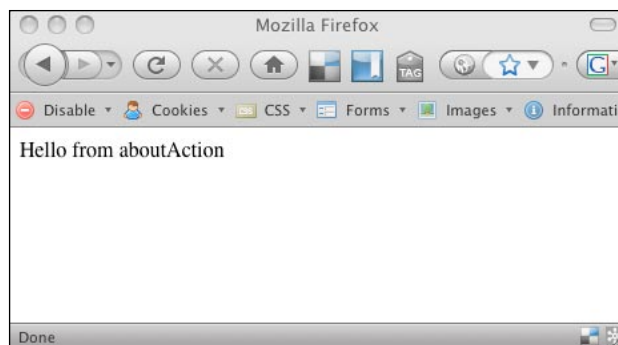 Mozilla Firefox
TAG
G
Disable Cookies CSS Forms Images Informati
Hello from aboutAction
Done